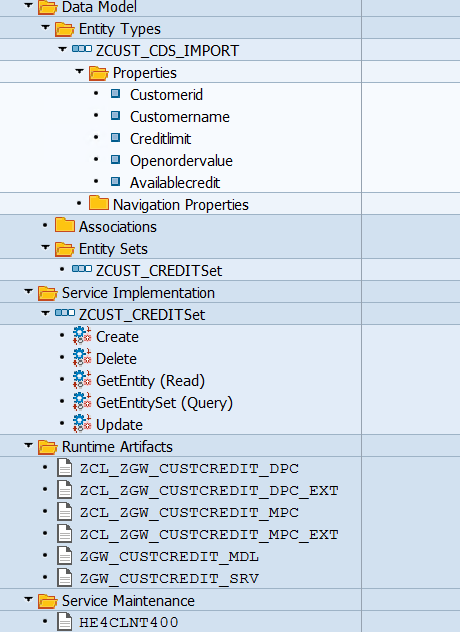 Data Model
Entity Types
ZCUST_CDS_IMPORT
Properties
Customerid
Customername
Creditlimit
Openordervalue
Availablecredit
Navigation Properties
Associations
Entity Sets
ZCUST_CREDITSet
Service Implementation
ZCUST_CREDITSet
Create
Delete
GetEntity (Read)
GetEntitySet (Query)
Update
Runtime Artifacts
ZCL_ZGW_CUSTCREDIT_DPC
ZCL_ZGW_CUSTCREDIT_DPC_EXT
ZCL_ZGW_CUSTCREDIT_MPC
ZCL_ZGW_CUSTCREDIT_MPC_EXT
ZGW_CUSTCREDIT_MDL
ZGW_CUSTCREDIT_SRV
Service Maintenance
HE4CLNT400